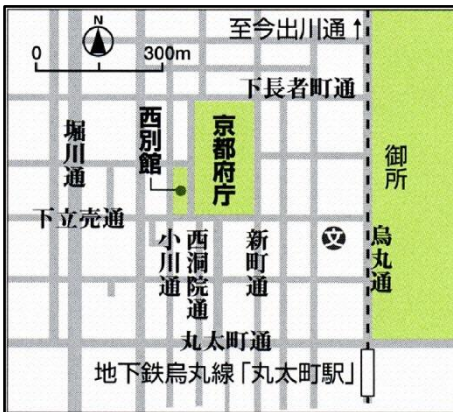 N
0 300m
至今出川通↑
下長者町通
堀川通
西別館
京都府庁
御所
下立売通
小川通
西洞院通
新町通
文
烏丸通
丸太町通
地下鉄烏丸線「丸太町駅」